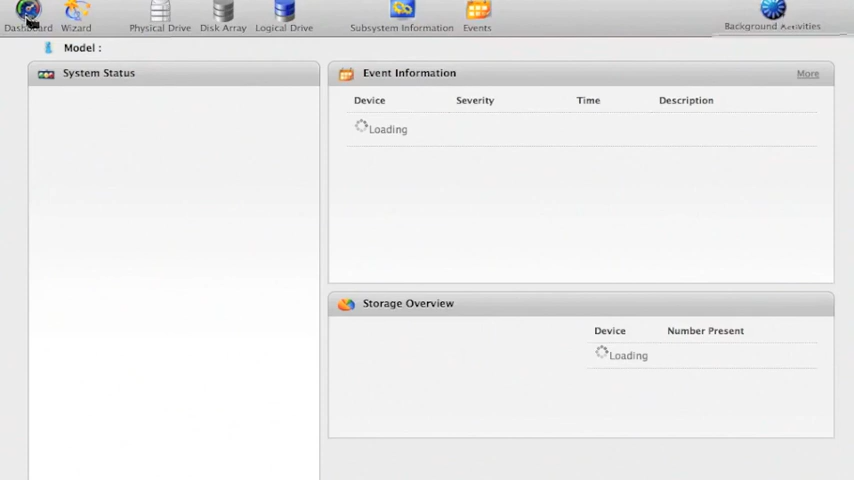 Dashboard Wizard Physical Drive Disk Array Logical Drive Subsystem Information Events Background Activities
Model :
System Status
Event Information More
Device Severity Time Description
Loading
Storage Overview
Device Number Present
Loading